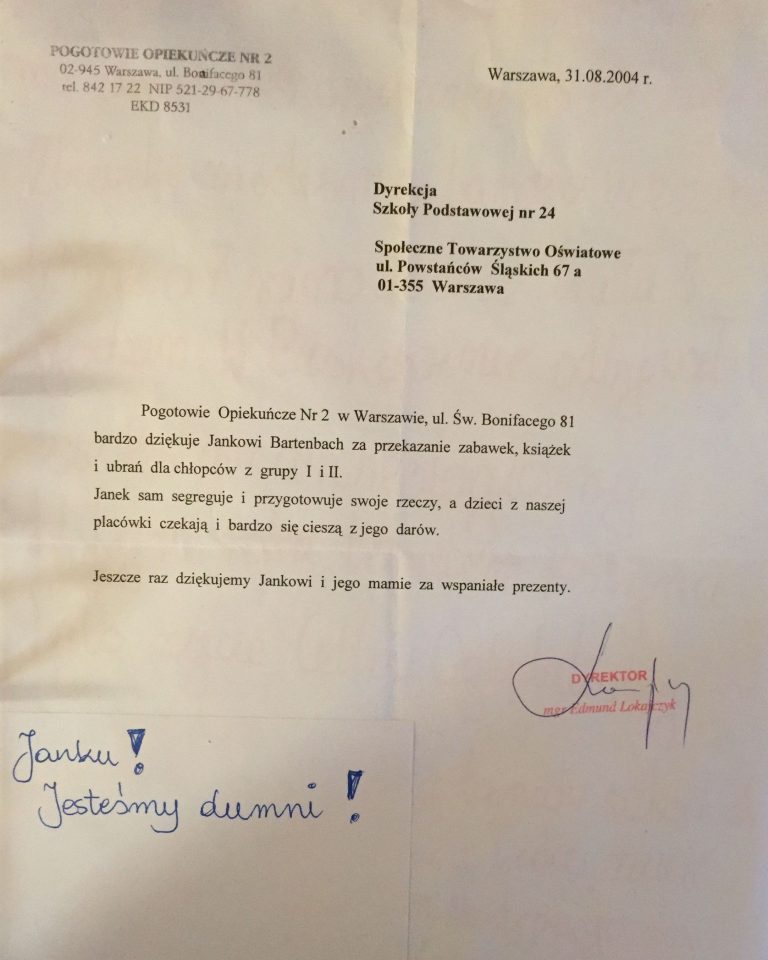 POGOTOWIE OPIEKUŃCZE NR 2
02-945 Warszawa, ul. Bonifacego 81
tel. 842 17 22 NIP 521-29-67-778
EKD 8531
Warszawa, 31.08.2004 r.
Dyrekcja
Szkoły Podstawowej nr 24
Społeczne Towarzystwo Oświatowe
ul. Powstańców Śląskich 67 a
01-355 Warszawa
Pogotowie Opiekuńcze Nr 2 w Warszawie, ul. Św. Bonifacego 81
bardzo dziękuje Jankowi Bartenbach za przekazanie zabawek, książek
i ubrań dla chłopców z grupy I i II.
Janek sam segreguje i przygotowuje swoje rzeczy, a dzieci z naszej
placówki czekają i bardzo się cieszą z jego darów.
Jeszcze raz dziękujemy Jankowi i jego mamie za wspaniałe prezenty.
DYREKTOR
mgr Edmund Lokajczyk
Janku!
Jesteśmy dumni!